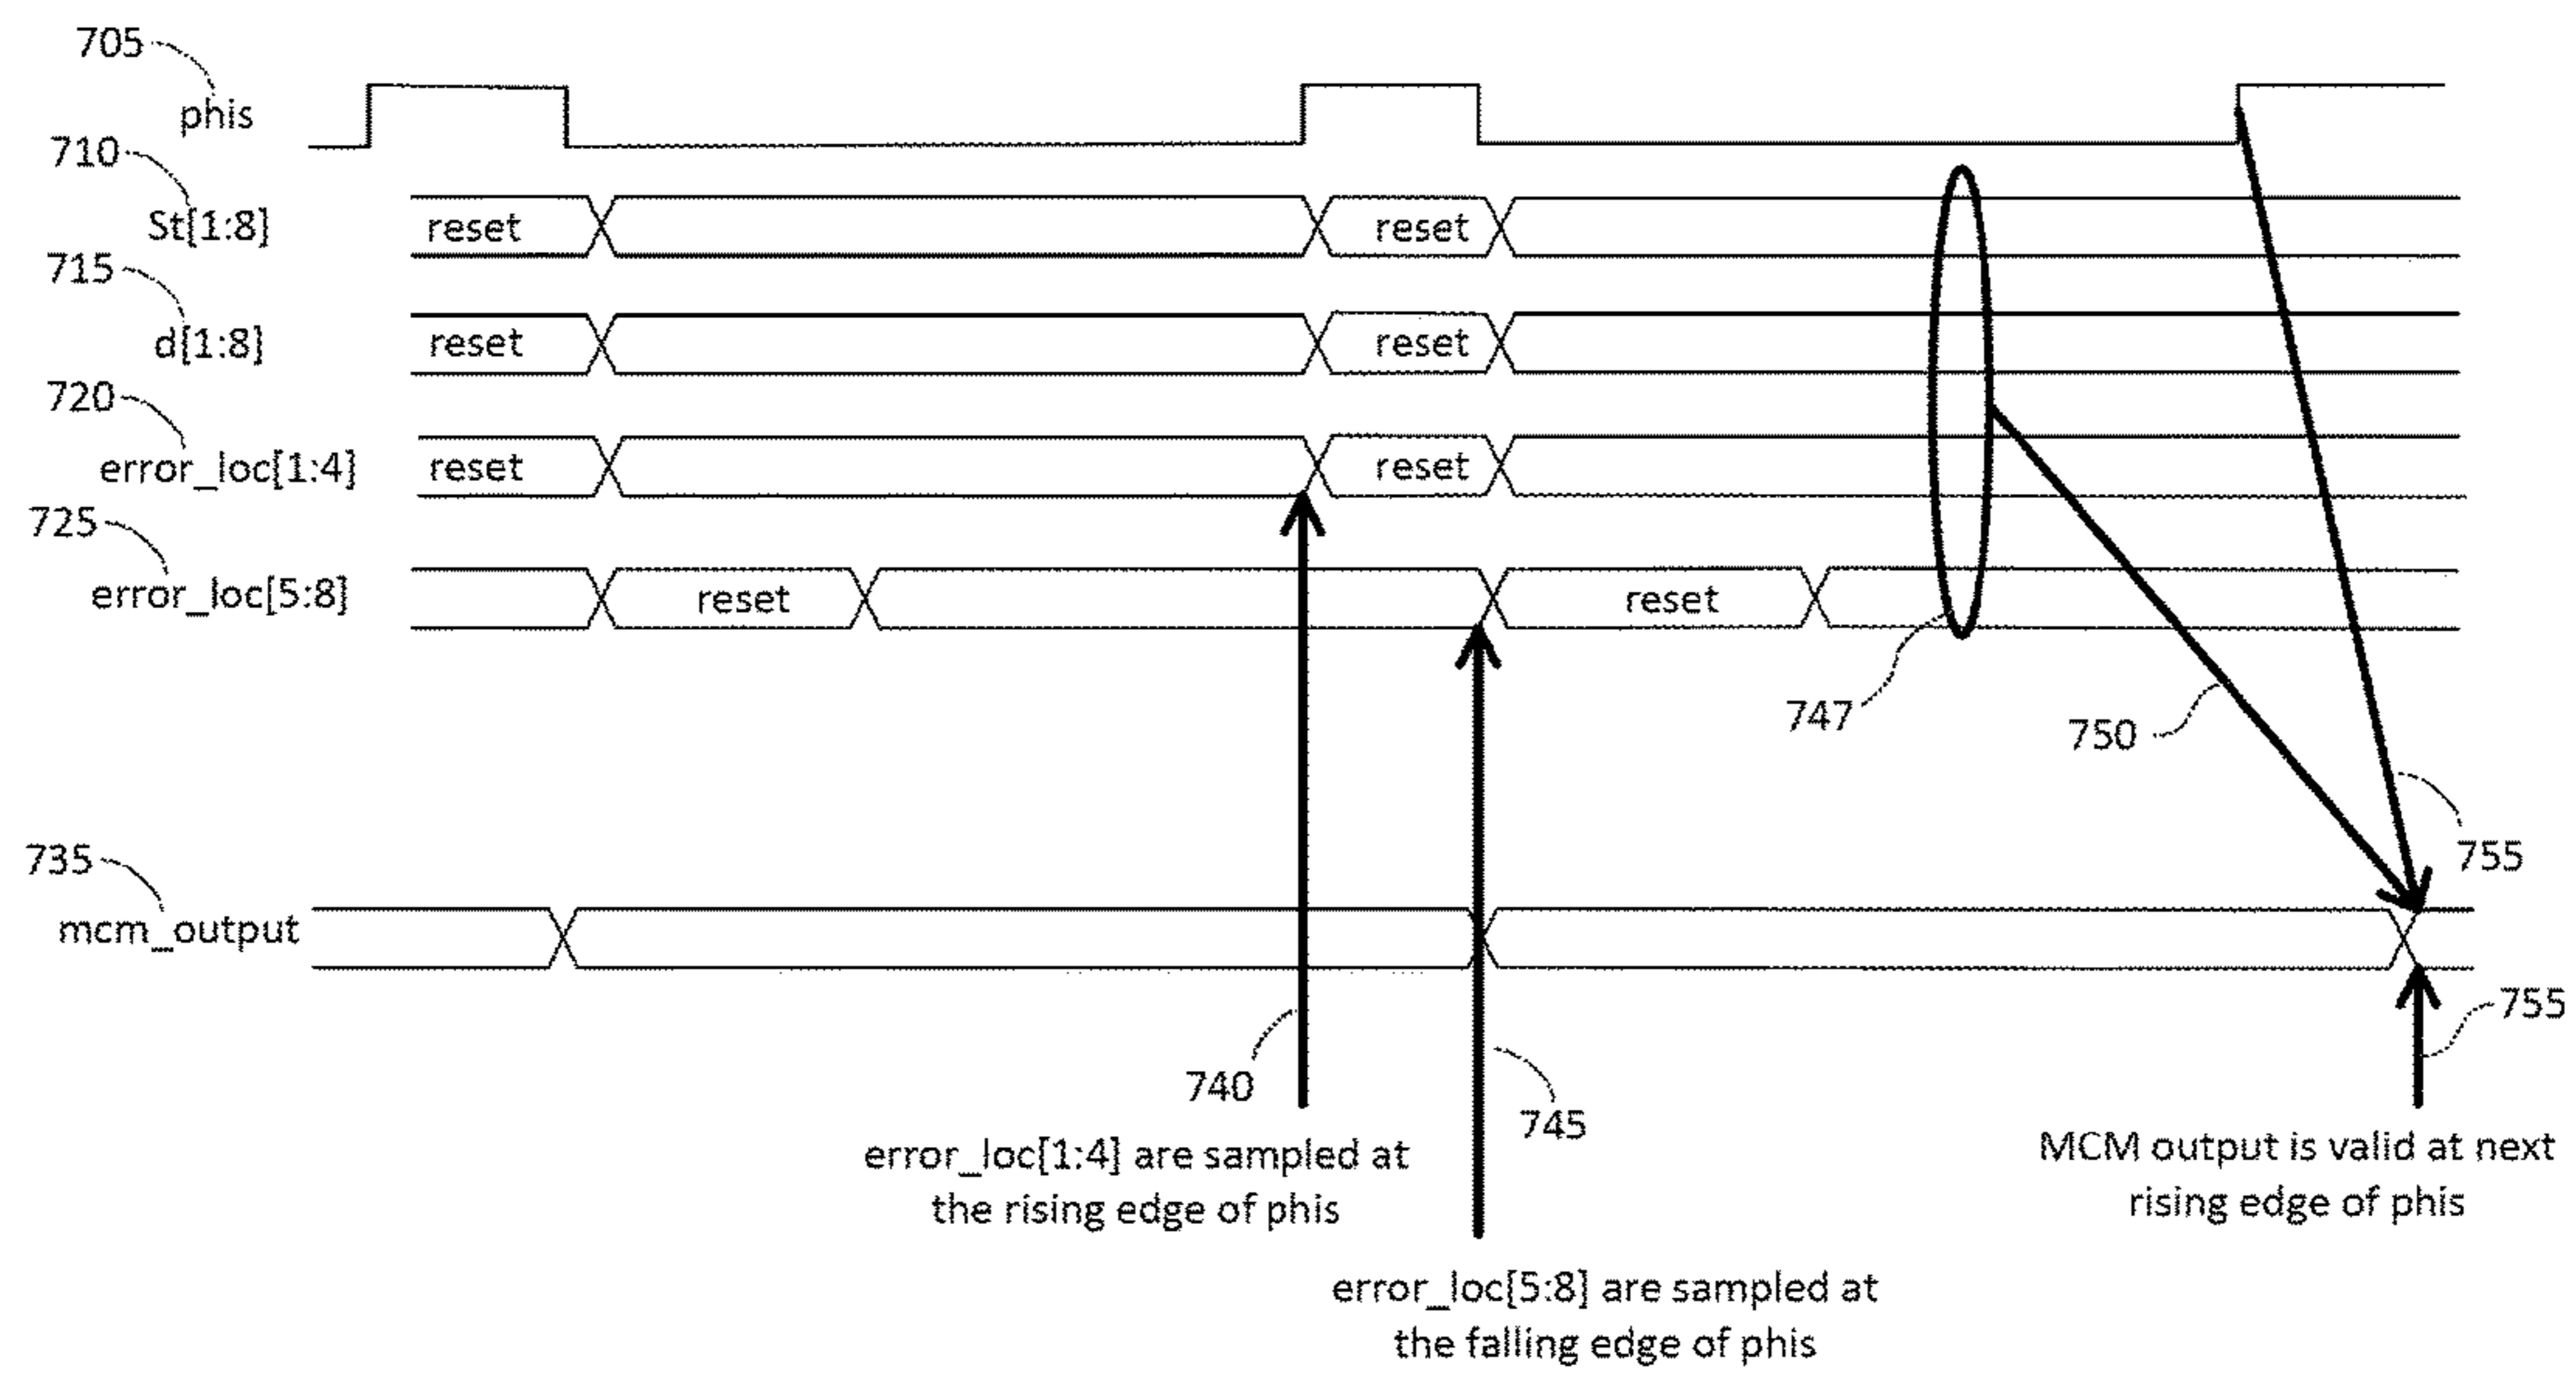 705
phis
710
St[1:8]
reset
reset
715
d[1:8]
reset
reset
720
error_loc[1:4]
reset
reset
725
error_loc[5:8]
reset
reset
747
750
755
735
mcm_output
755
740
745
error_loc[1:4] are sampled at
the rising edge of phis
MCM output is valid at next
rising edge of phis
error_loc[5:8] are sampled at
the falling edge of phis